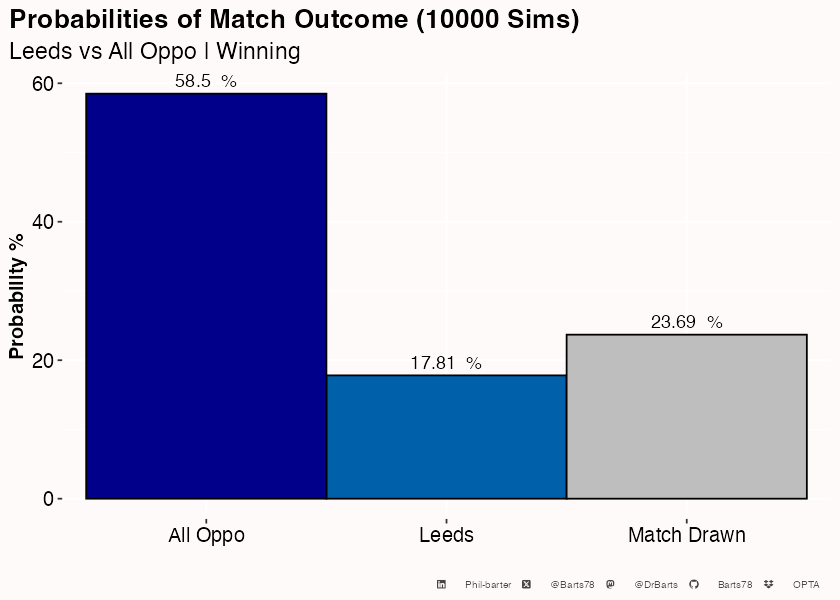 Probabilities of Match Outcome (10000 Sims)
Leeds vs All Oppo | Winning
58.5 %
60
40
23.69 %
17.81 %
20
0
Probability %
All Oppo Leeds Match Drawn
Phil-barter @Barts78 @DrBarts Barts78 OPTA